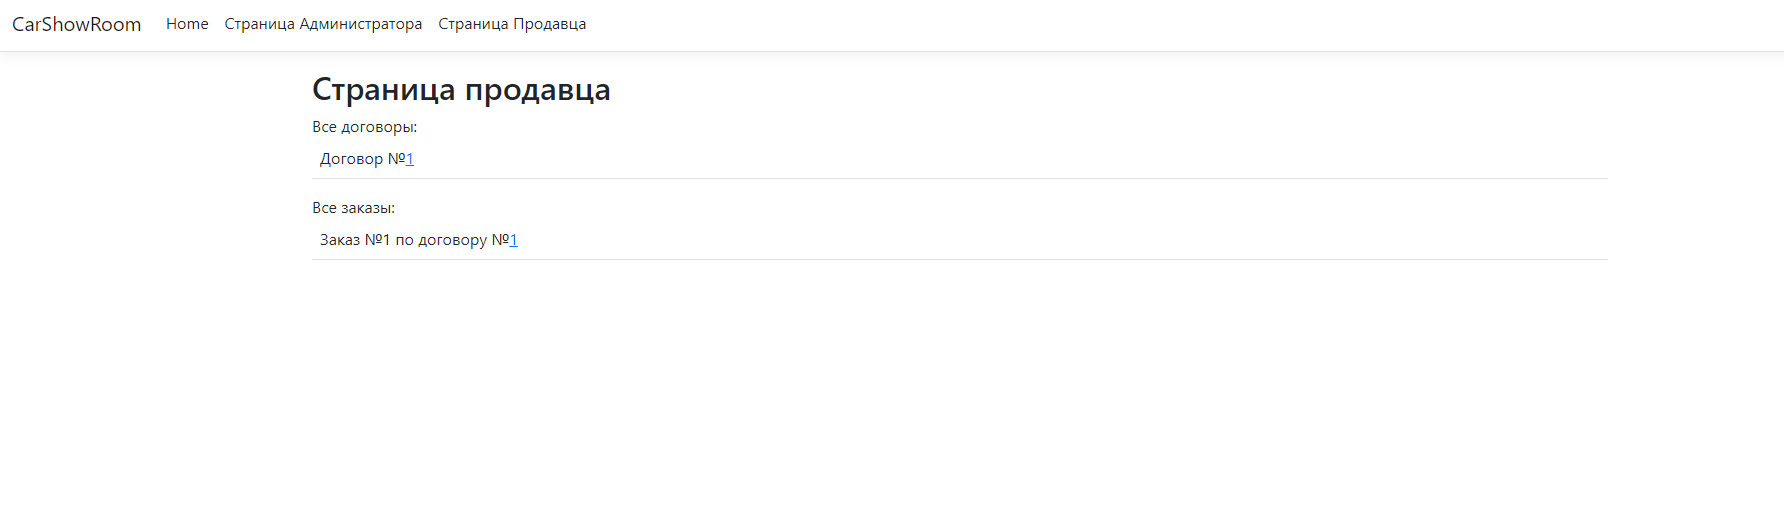 CarShowRoom Home Страница Администратора Страница Продавца
Страница продавца
Все договоры:
Договор №1
Все заказы:
Заказ №1 по договору №1